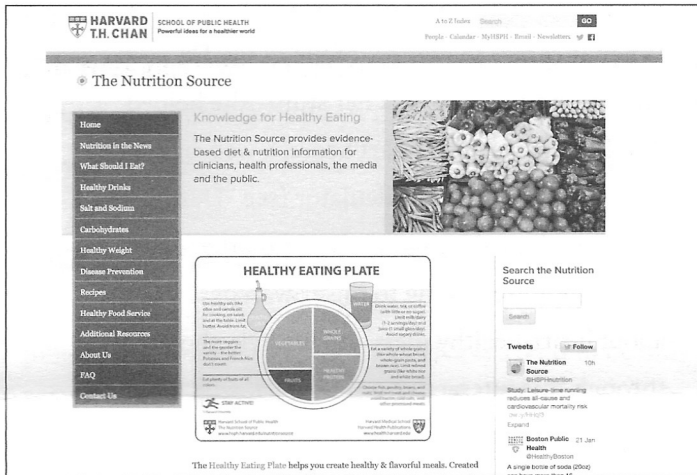 HARVARD
T.H. CHAN
SCHOOL OF PUBLIC HEALTH
Powerful ideas for a healthier world
A to Z Index Search GO
People · Calendar · MyHSPH · Email · Newsletters
The Nutrition Source
Home
Nutrition in the News
What Should I Eat?
Healthy Drinks
Salt and Sodium
Carbohydrates
Healthy Weight
Disease Prevention
Recipes
Healthy Food Service
Additional Resources
About Us
FAQ
Contact Us
Knowledge for Healthy Eating
The Nutrition Source provides evidence-
based diet & nutrition information for
clinicians, health professionals, the media
and the public.
HEALTHY EATING PLATE
WATER
VEGETABLES
WHOLE
GRAINS
HEALTHY
PROTEIN
FRUITS
STAY ACTIVE!
Harvard School of Public Health
The Nutrition Source
Harvard Medical School
Harvard Health Publications
The Healthy Eating Plate helps you create healthy & flavorful meals. Created
Search the Nutrition
Source
Search
Tweets Follow
The Nutrition 10h
Source
@HSPHnutrition
Study: Leisure-time running
reduces all-cause and
cardiovascular mortality risk
Expand
Boston Public 21 Jan
Health
@HealthyBoston
A single bottle of soda (20oz)